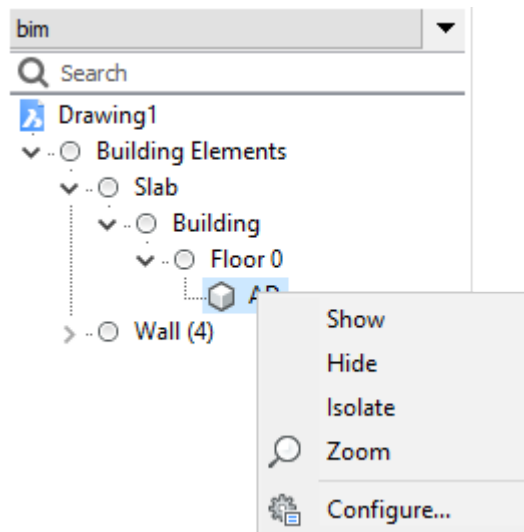 bim
Search
Drawing1
Building Elements
Slab
Building
Floor 0
Wall (4)
Show
Hide
Isolate
Zoom
Configure...